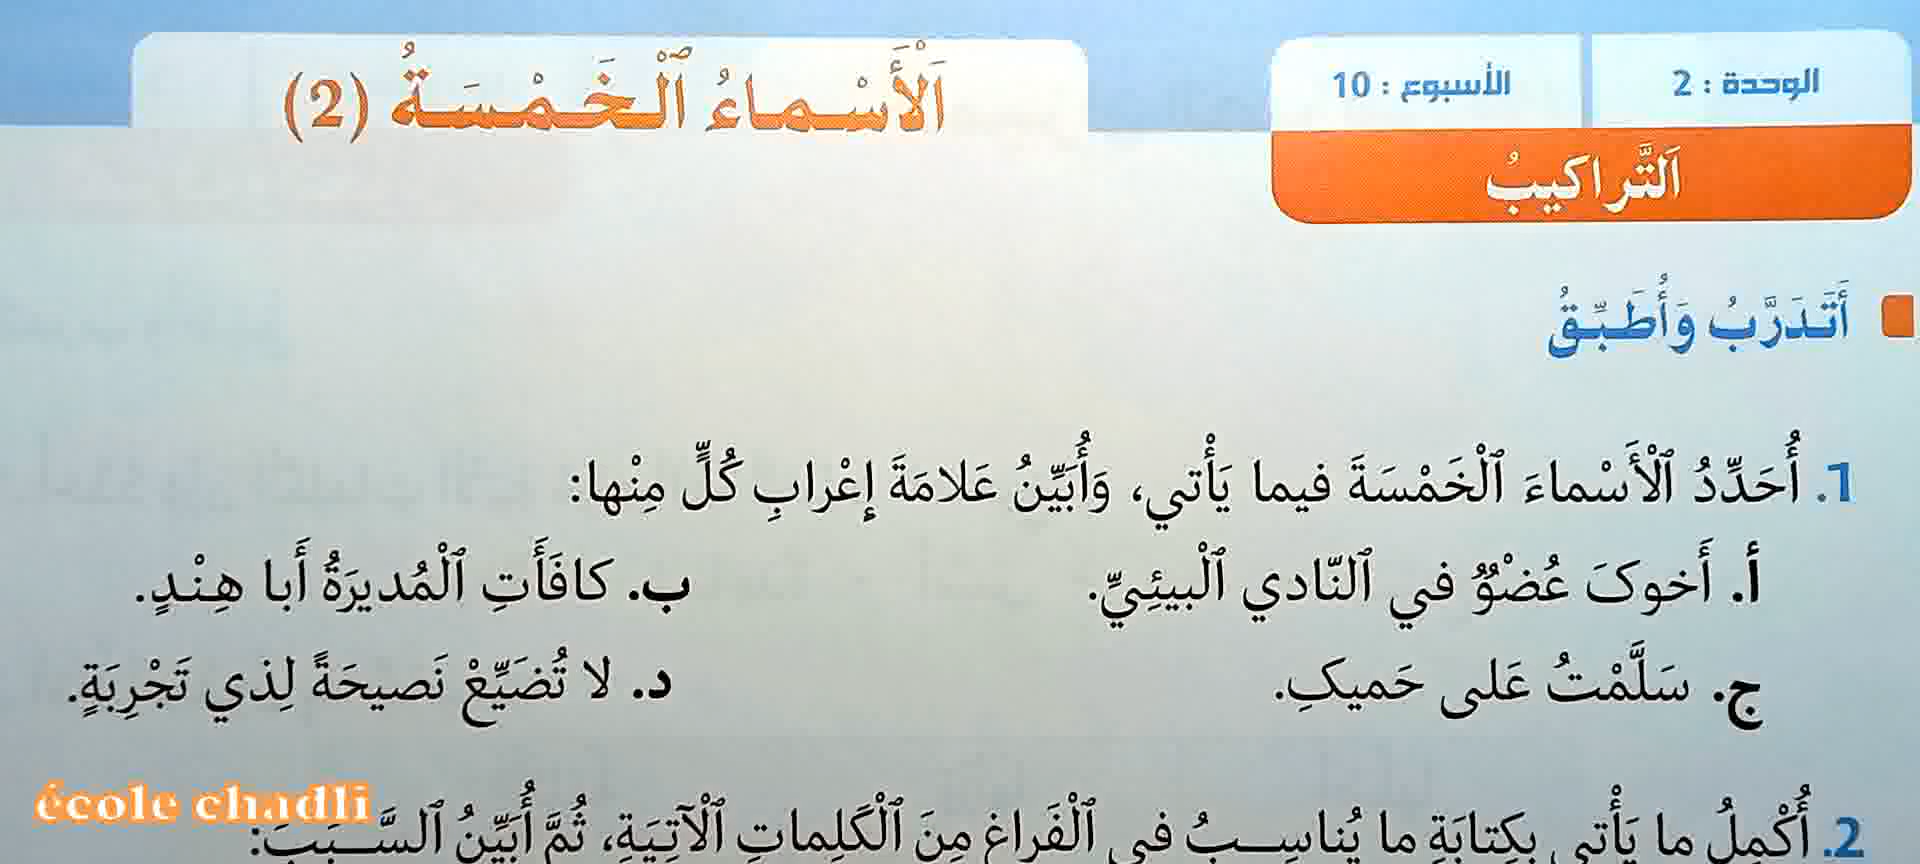 الوحدة : 2
الأسبوع : 10
اَلْأَسْماءُ ٱلْخَمْسَةُ (2)
اَلتَّراكيبُ
أَتَدَرَّبُ وَأُطَبِّقُ
1. أُحَدِّدُ ٱلْأَسْماءَ ٱلْخَمْسَةَ فيما يَأْتي، وَأُبَيِّنُ عَلامَةَ إِعْرابِ كُلٍّ مِنْها:
أ. أَخوكَ عُضْوٌ في ٱلنّادي ٱلْبيئِيِّ.
ب. كافَأَتِ ٱلْمُديرَةُ أَبا هِنْدٍ.
ج. سَلَّمْتُ عَلى حَميكِ.
د. لا تُضَيِّعْ نَصيحَةً لِذي تَجْرِبَةٍ.
2. أُكْمِلُ ما يَأْتي بِكِتابَةِ ما يُناسِـبُ في ٱلْفَراغِ مِنَ ٱلْكَلِماتِ ٱلْآتِيَةِ، ثُمَّ أُبَيِّنُ ٱلسَّـبَبَ:
école chadli